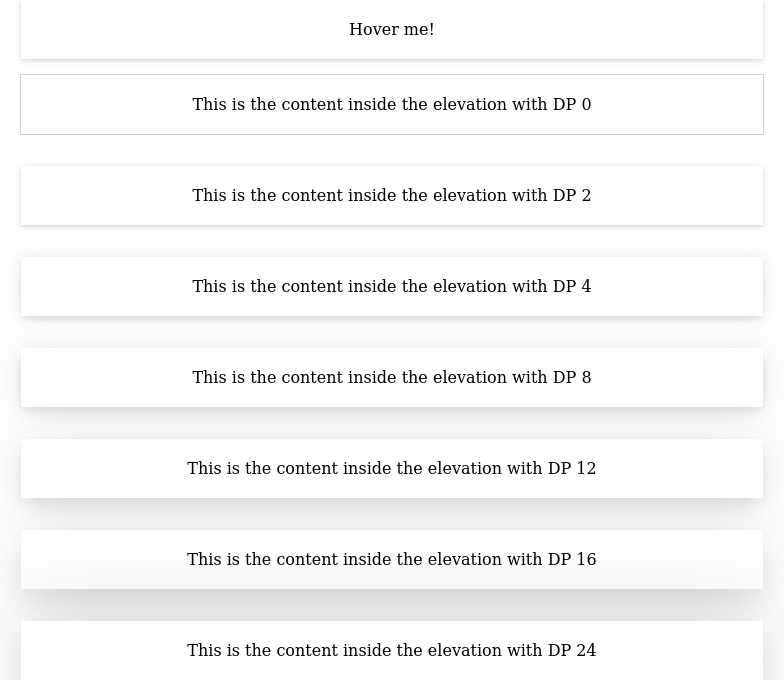 Hover me!
This is the content inside the elevation with DP 0
This is the content inside the elevation with DP 2
This is the content inside the elevation with DP 4
This is the content inside the elevation with DP 8
This is the content inside the elevation with DP 12
This is the content inside the elevation with DP 16
This is the content inside the elevation with DP 24